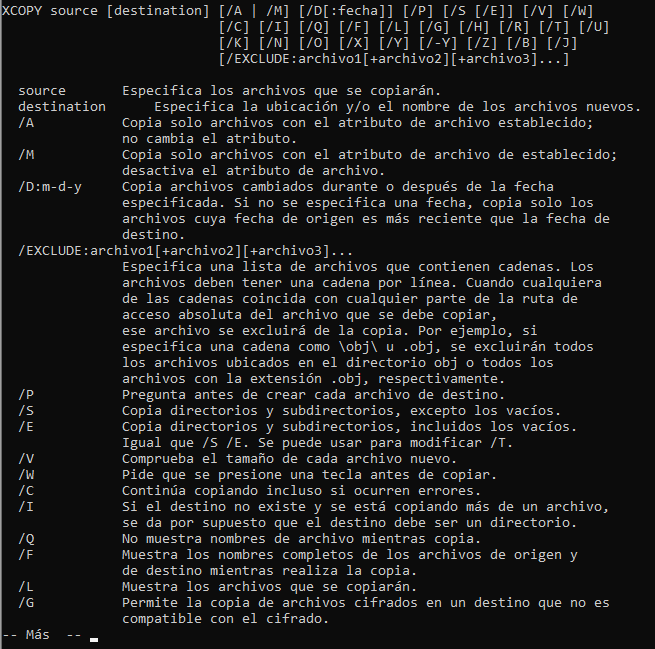 XCOPY source [destination] [/A | /M] [/D[:fecha]] [/P] [/S [/E]] [/V] [/W]
[/C] [/I] [/Q] [/F] [/L] [/G] [/H] [/R] [/T] [/U]
[/K] [/N] [/O] [/X] [/Y] [/-Y] [/Z] [/B] [/J]
[/EXCLUDE:archivo1[+archivo2][+archivo3]...]
source Especifica los archivos que se copiarán.
destination Especifica la ubicación y/o el nombre de los archivos nuevos.
/A Copia solo archivos con el atributo de archivo establecido;
no cambia el atributo.
/M Copia solo archivos con el atributo de archivo de establecido;
desactiva el atributo de archivo.
/D:m-d-y Copia archivos cambiados durante o después de la fecha
especificada. Si no se especifica una fecha, copia solo los
archivos cuya fecha de origen es más reciente que la fecha de
destino.
/EXCLUDE:archivo1[+archivo2][+archivo3]...
Especifica una lista de archivos que contienen cadenas. Los
archivos deben tener una cadena por línea. Cuando cualquiera
de las cadenas coincida con cualquier parte de la ruta de
acceso absoluta del archivo que se debe copiar,
ese archivo se excluirá de la copia. Por ejemplo, si
especifica una cadena como \obj\ u .obj, se excluirán todos
los archivos ubicados en el directorio obj o todos los
archivos con la extensión .obj, respectivamente.
/P Pregunta antes de crear cada archivo de destino.
/S Copia directorios y subdirectorios, excepto los vacíos.
/E Copia directorios y subdirectorios, incluidos los vacíos.
Igual que /S /E. Se puede usar para modificar /T.
/V Comprueba el tamaño de cada archivo nuevo.
/W Pide que se presione una tecla antes de copiar.
/C Continúa copiando incluso si ocurren errores.
/I Si el destino no existe y se está copiando más de un archivo,
se da por supuesto que el destino debe ser un directorio.
/Q No muestra nombres de archivo mientras copia.
/F Muestra los nombres completos de los archivos de origen y
de destino mientras realiza la copia.
/L Muestra los archivos que se copiarán.
/G Permite la copia de archivos cifrados en un destino que no es
compatible con el cifrado.
-- Más --